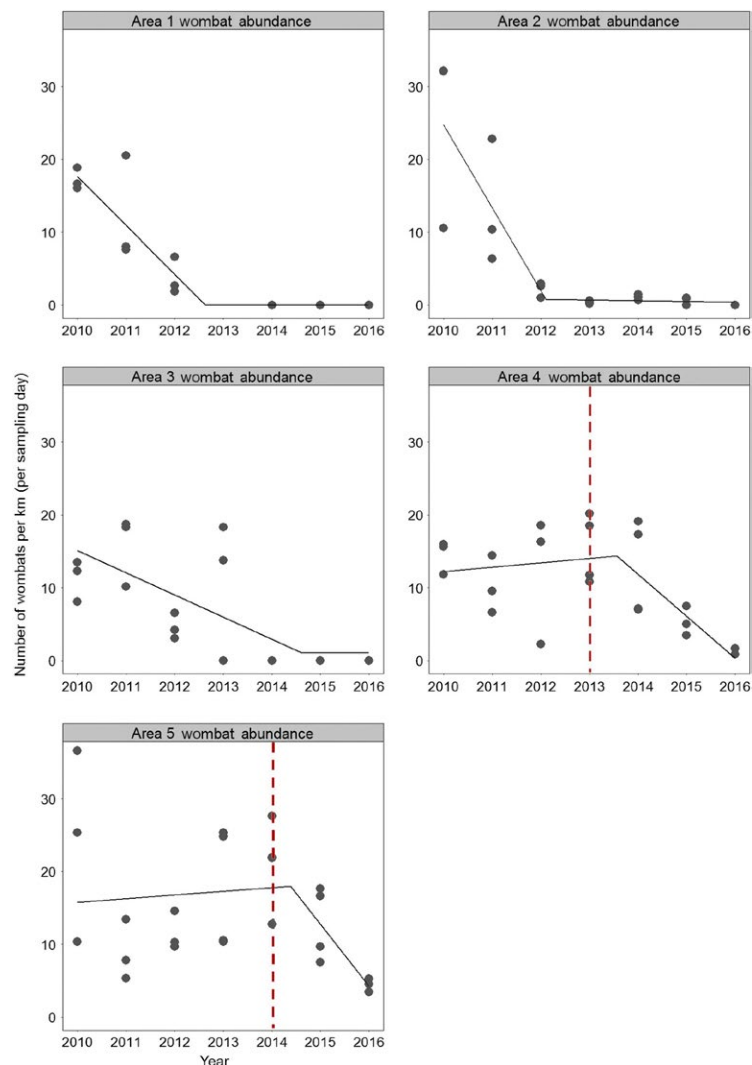 Area 1 wombat abundance
30
20
10
0
2010 2011 2012 2013 2014 2015 2016
Area 2 wombat abundance
30
20
10
0
2010 2011 2012 2013 2014 2015 2016
Number of wombats per km (per sampling day)
Area 3 wombat abundance
30
20
10
0
2010 2011 2012 2013 2014 2015 2016
Area 4 wombat abundance
30
20
10
0
2010 2011 2012 2013 2014 2015 2016
Area 5 wombat abundance
30
20
10
0
2010 2011 2012 2013 2014 2015 2016
Year